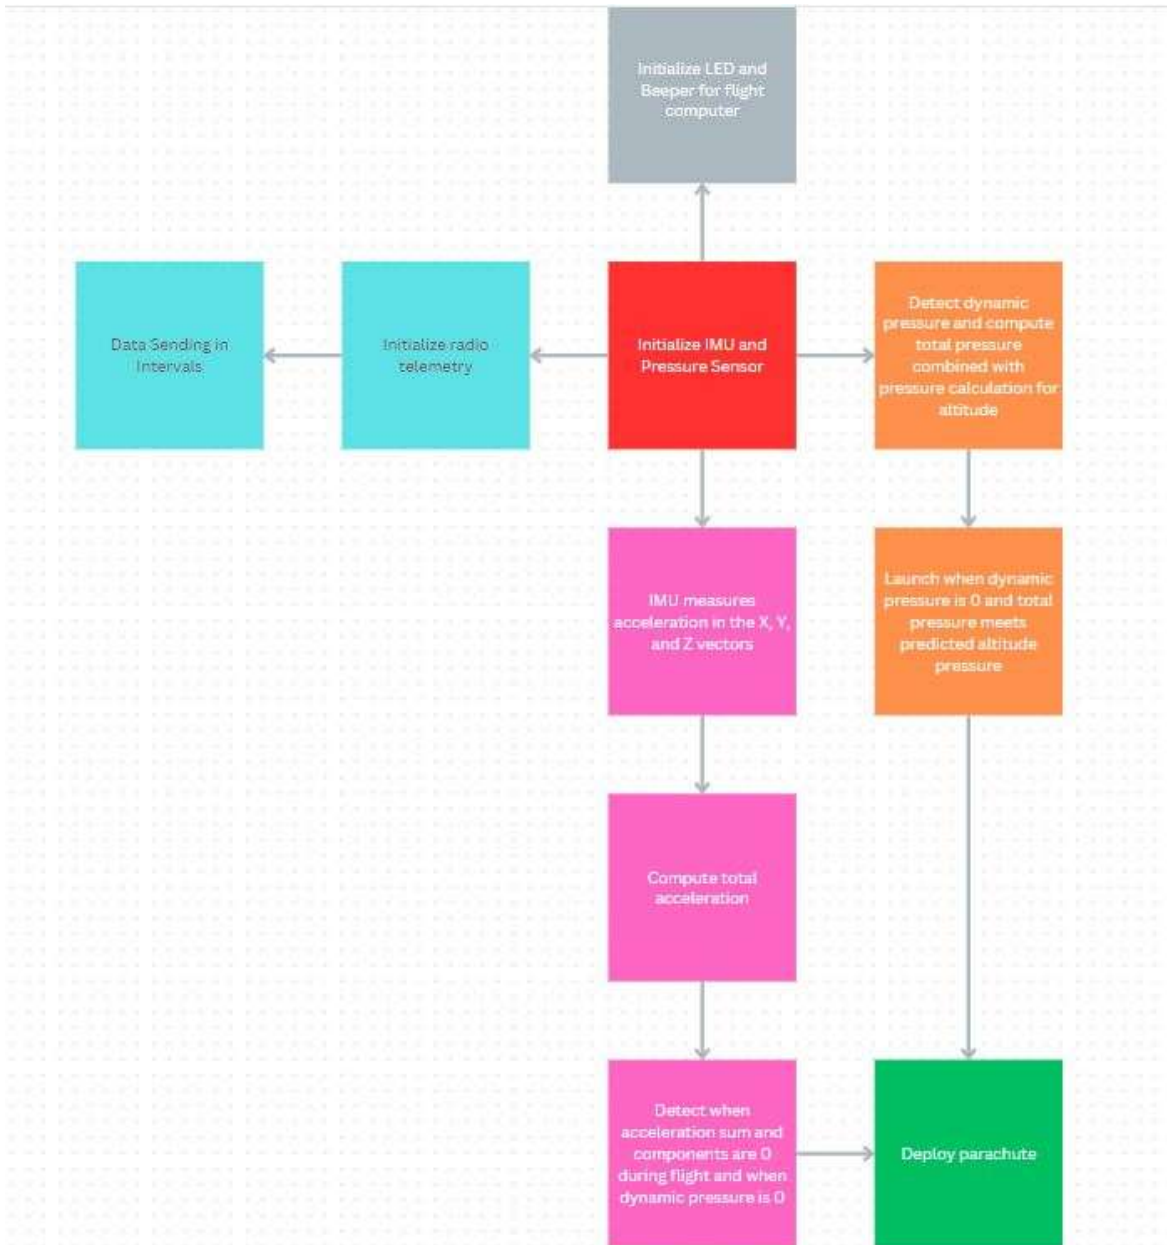 Initialize LED and
Beeper for flight
computer
Data Sending in
Intervals
Initialize radio
telemetry
Initialize IMU and
Pressure Sensor
Detect dynamic
pressure and compute
total pressure
combined with
pressure calculation for
altitude
IMU measures
acceleration in the X, Y,
and Z vectors
Launch when dynamic
pressure is 0 and total
pressure meets
predicted altitude
pressure
Compute total
acceleration
Detect when
acceleration sum and
components are 0
during flight and when
dynamic pressure is 0
Deploy parachute